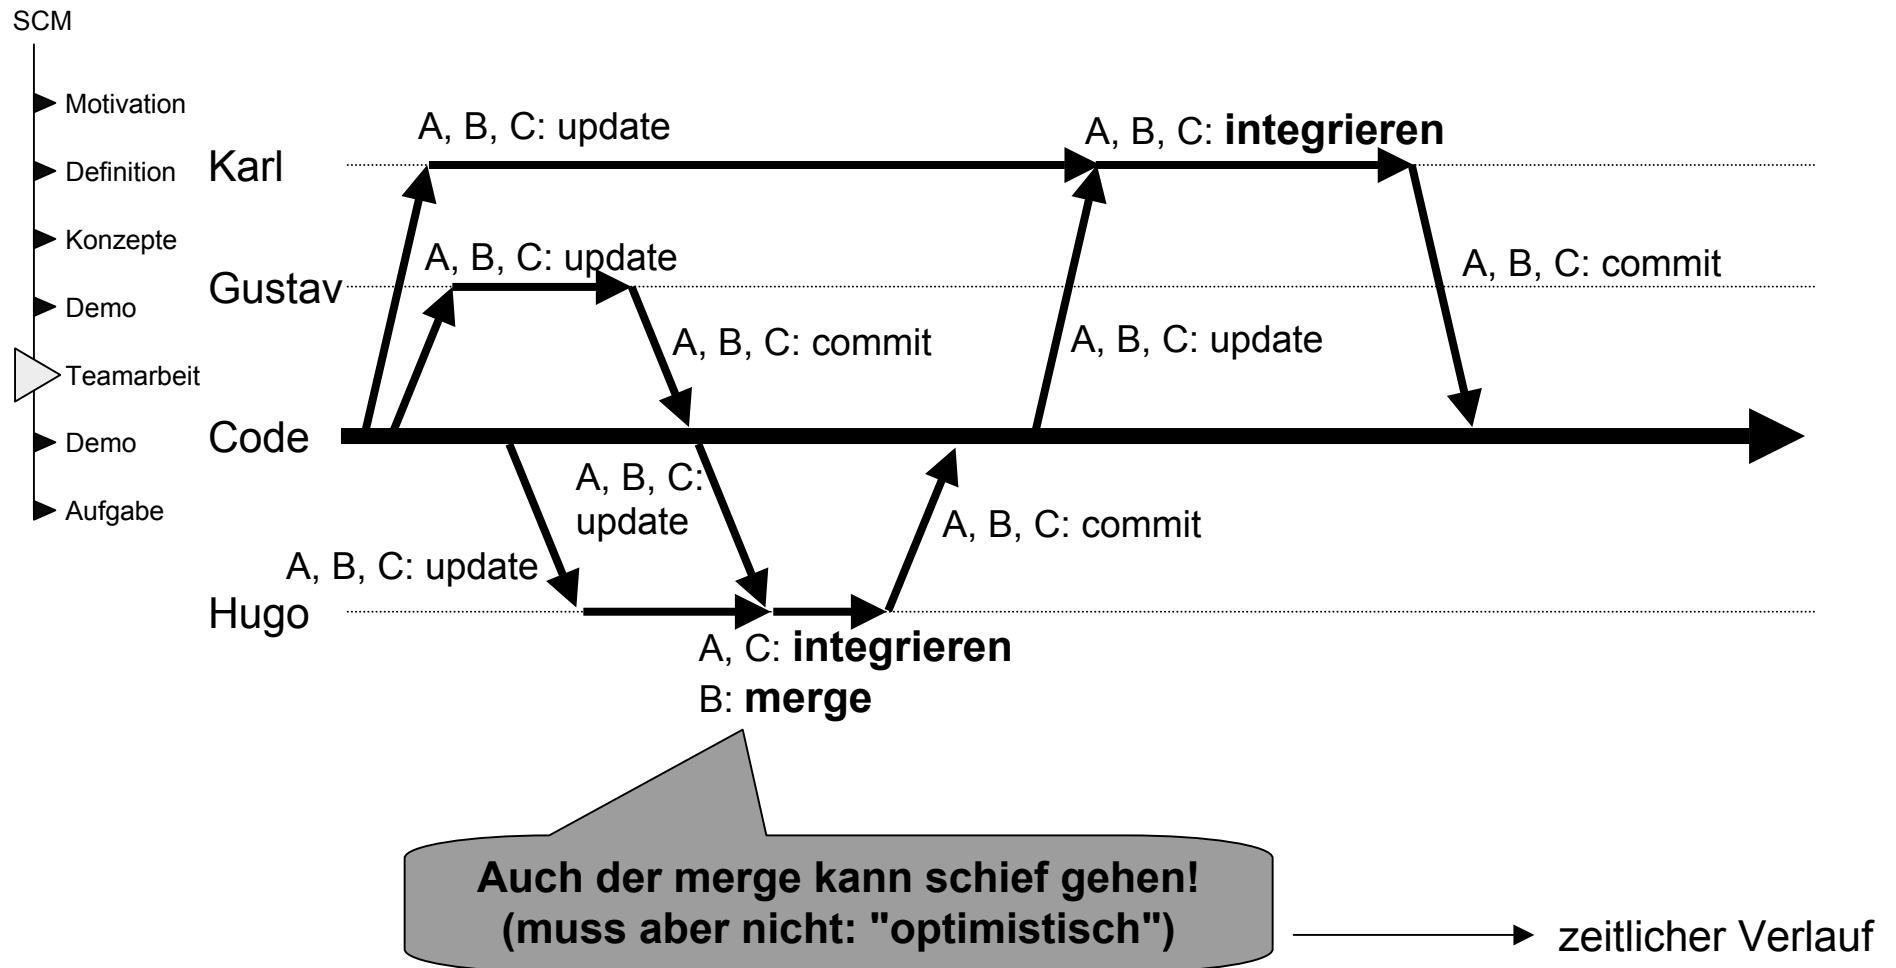 SCM
Motivation
Definition
Konzepte
Demo
Teamarbeit
Demo
Aufgabe
A, B, C: update
A, B, C: integrieren
Karl
A, B, C: update
A, B, C: commit
Gustav
A, B, C: commit
A, B, C: update
Code
A, B, C:
update
A, B, C: commit
A, B, C: update
Hugo
A, C: integrieren
B: merge
Auch der merge kann schief gehen!
(muss aber nicht: "optimistisch")
zeitlicher Verlauf